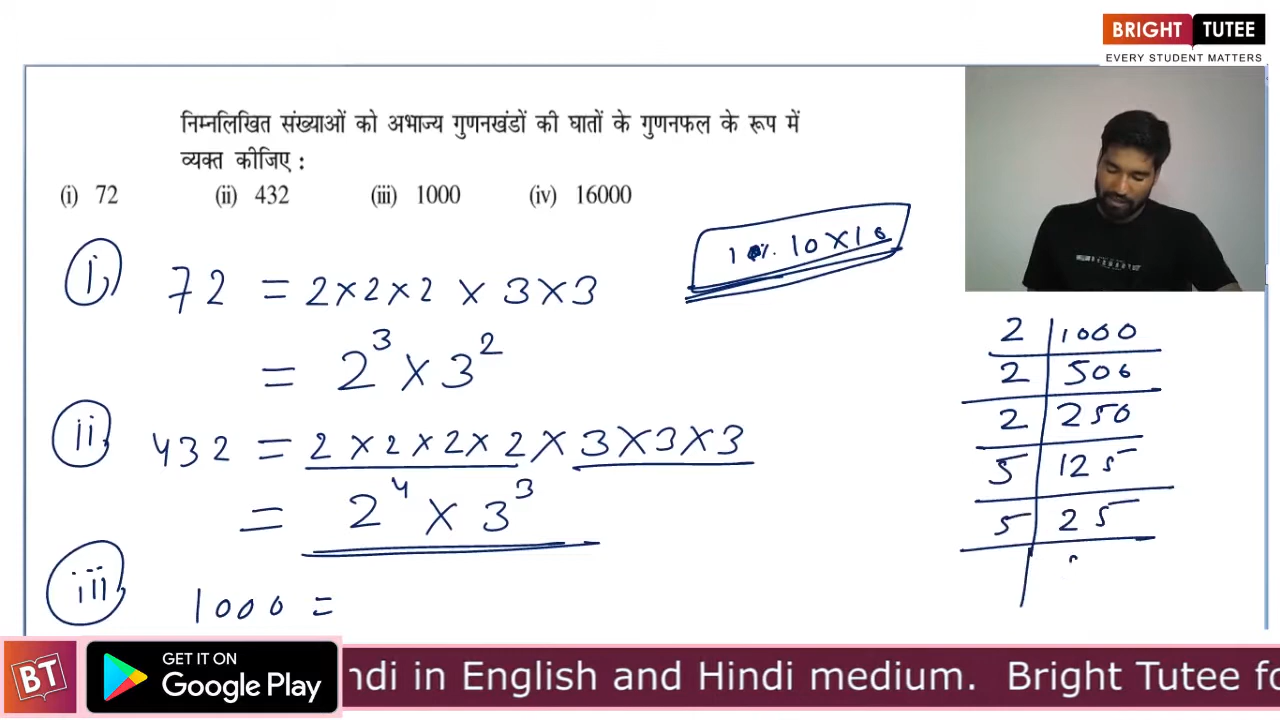 BRIGHT TUTEE
EVERY STUDENT MATTERS
निम्नलिखित संख्याओं को अभाज्य गुणनखंडों की घातों के गुणनफल के रूप में
व्यक्त कीजिए :
(i) 72 (ii) 432 (iii) 1000 (iv) 16000
10×10
i, 72 = 2×2×2 × 3×3
= 2³ × 3²
ii, 432 = 2 × 2 × 2 × 2 × 3 × 3 × 3
= 2⁴ × 3³
iii, 1000 =
2 | 1000
2 | 500
2 | 250
5 | 125
5 | 25
BT
GET IT ON
Google Play
ndi in English and Hindi medium. Bright Tutee fo